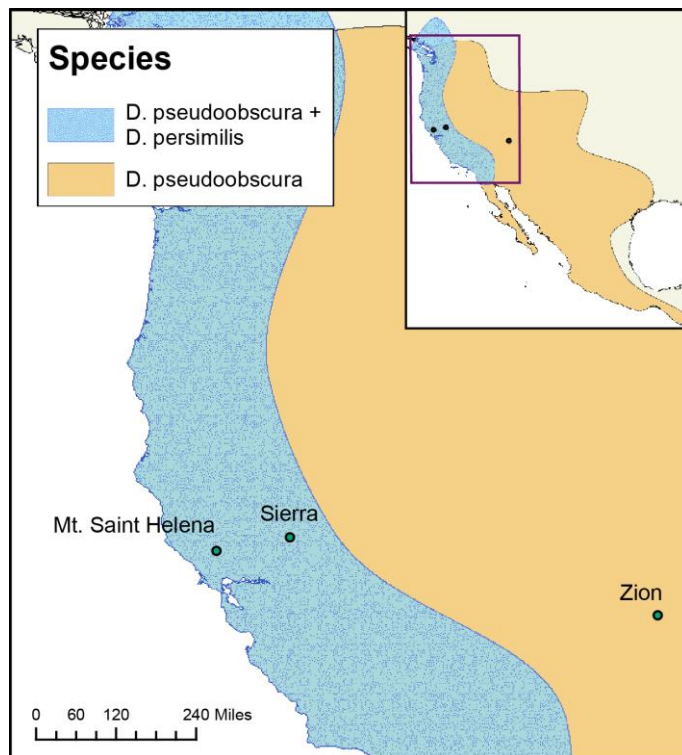 Species
D. pseudoobscura +
D. persimilis
D. pseudoobscura
Sierra
Mt. Saint Helena
Zion
0 60 120 240 Miles